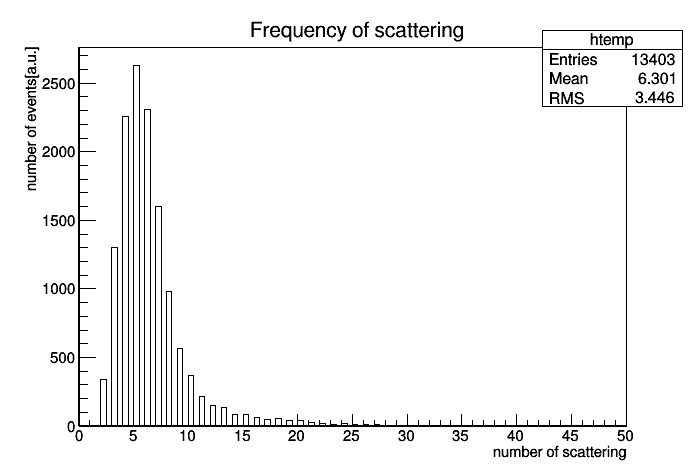 Frequency of scattering
htemp
Entries 13403
Mean 6.301
RMS 3.446
number of events[a.u.]
2500
2000
1500
1000
500
0
0 5 10 15 20 25 30 35 40 45 50
number of scattering